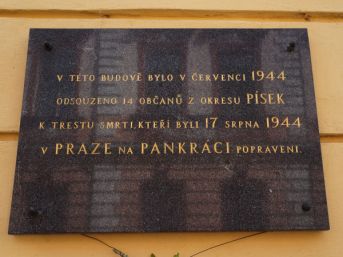 V TÉTO BUDOVĚ BYLO V ČERVENCI 1944
ODSOUZENO 14 OBČANŮ Z OKRESU PÍSEK
K TRESTU SMRTI, KTEŘÍ BYLI 17 SRPNA 1944
V PRAZE NA PANKRÁCI POPRAVENI.